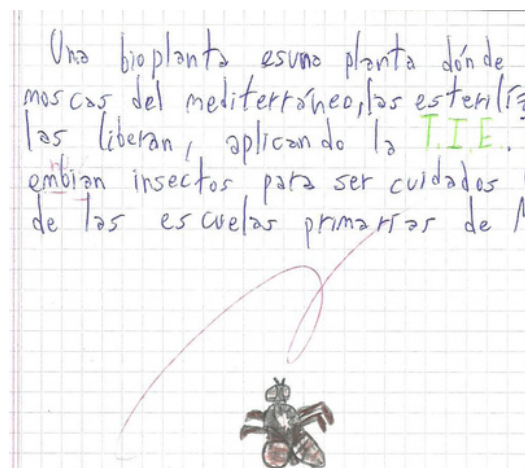 Una bioplanta esuna planta dónde
moscas del mediterráneo,las esteriliz
las liberan, aplicando la T.I.E.
embian insectos para ser cuidados
de las escuelas primarias de